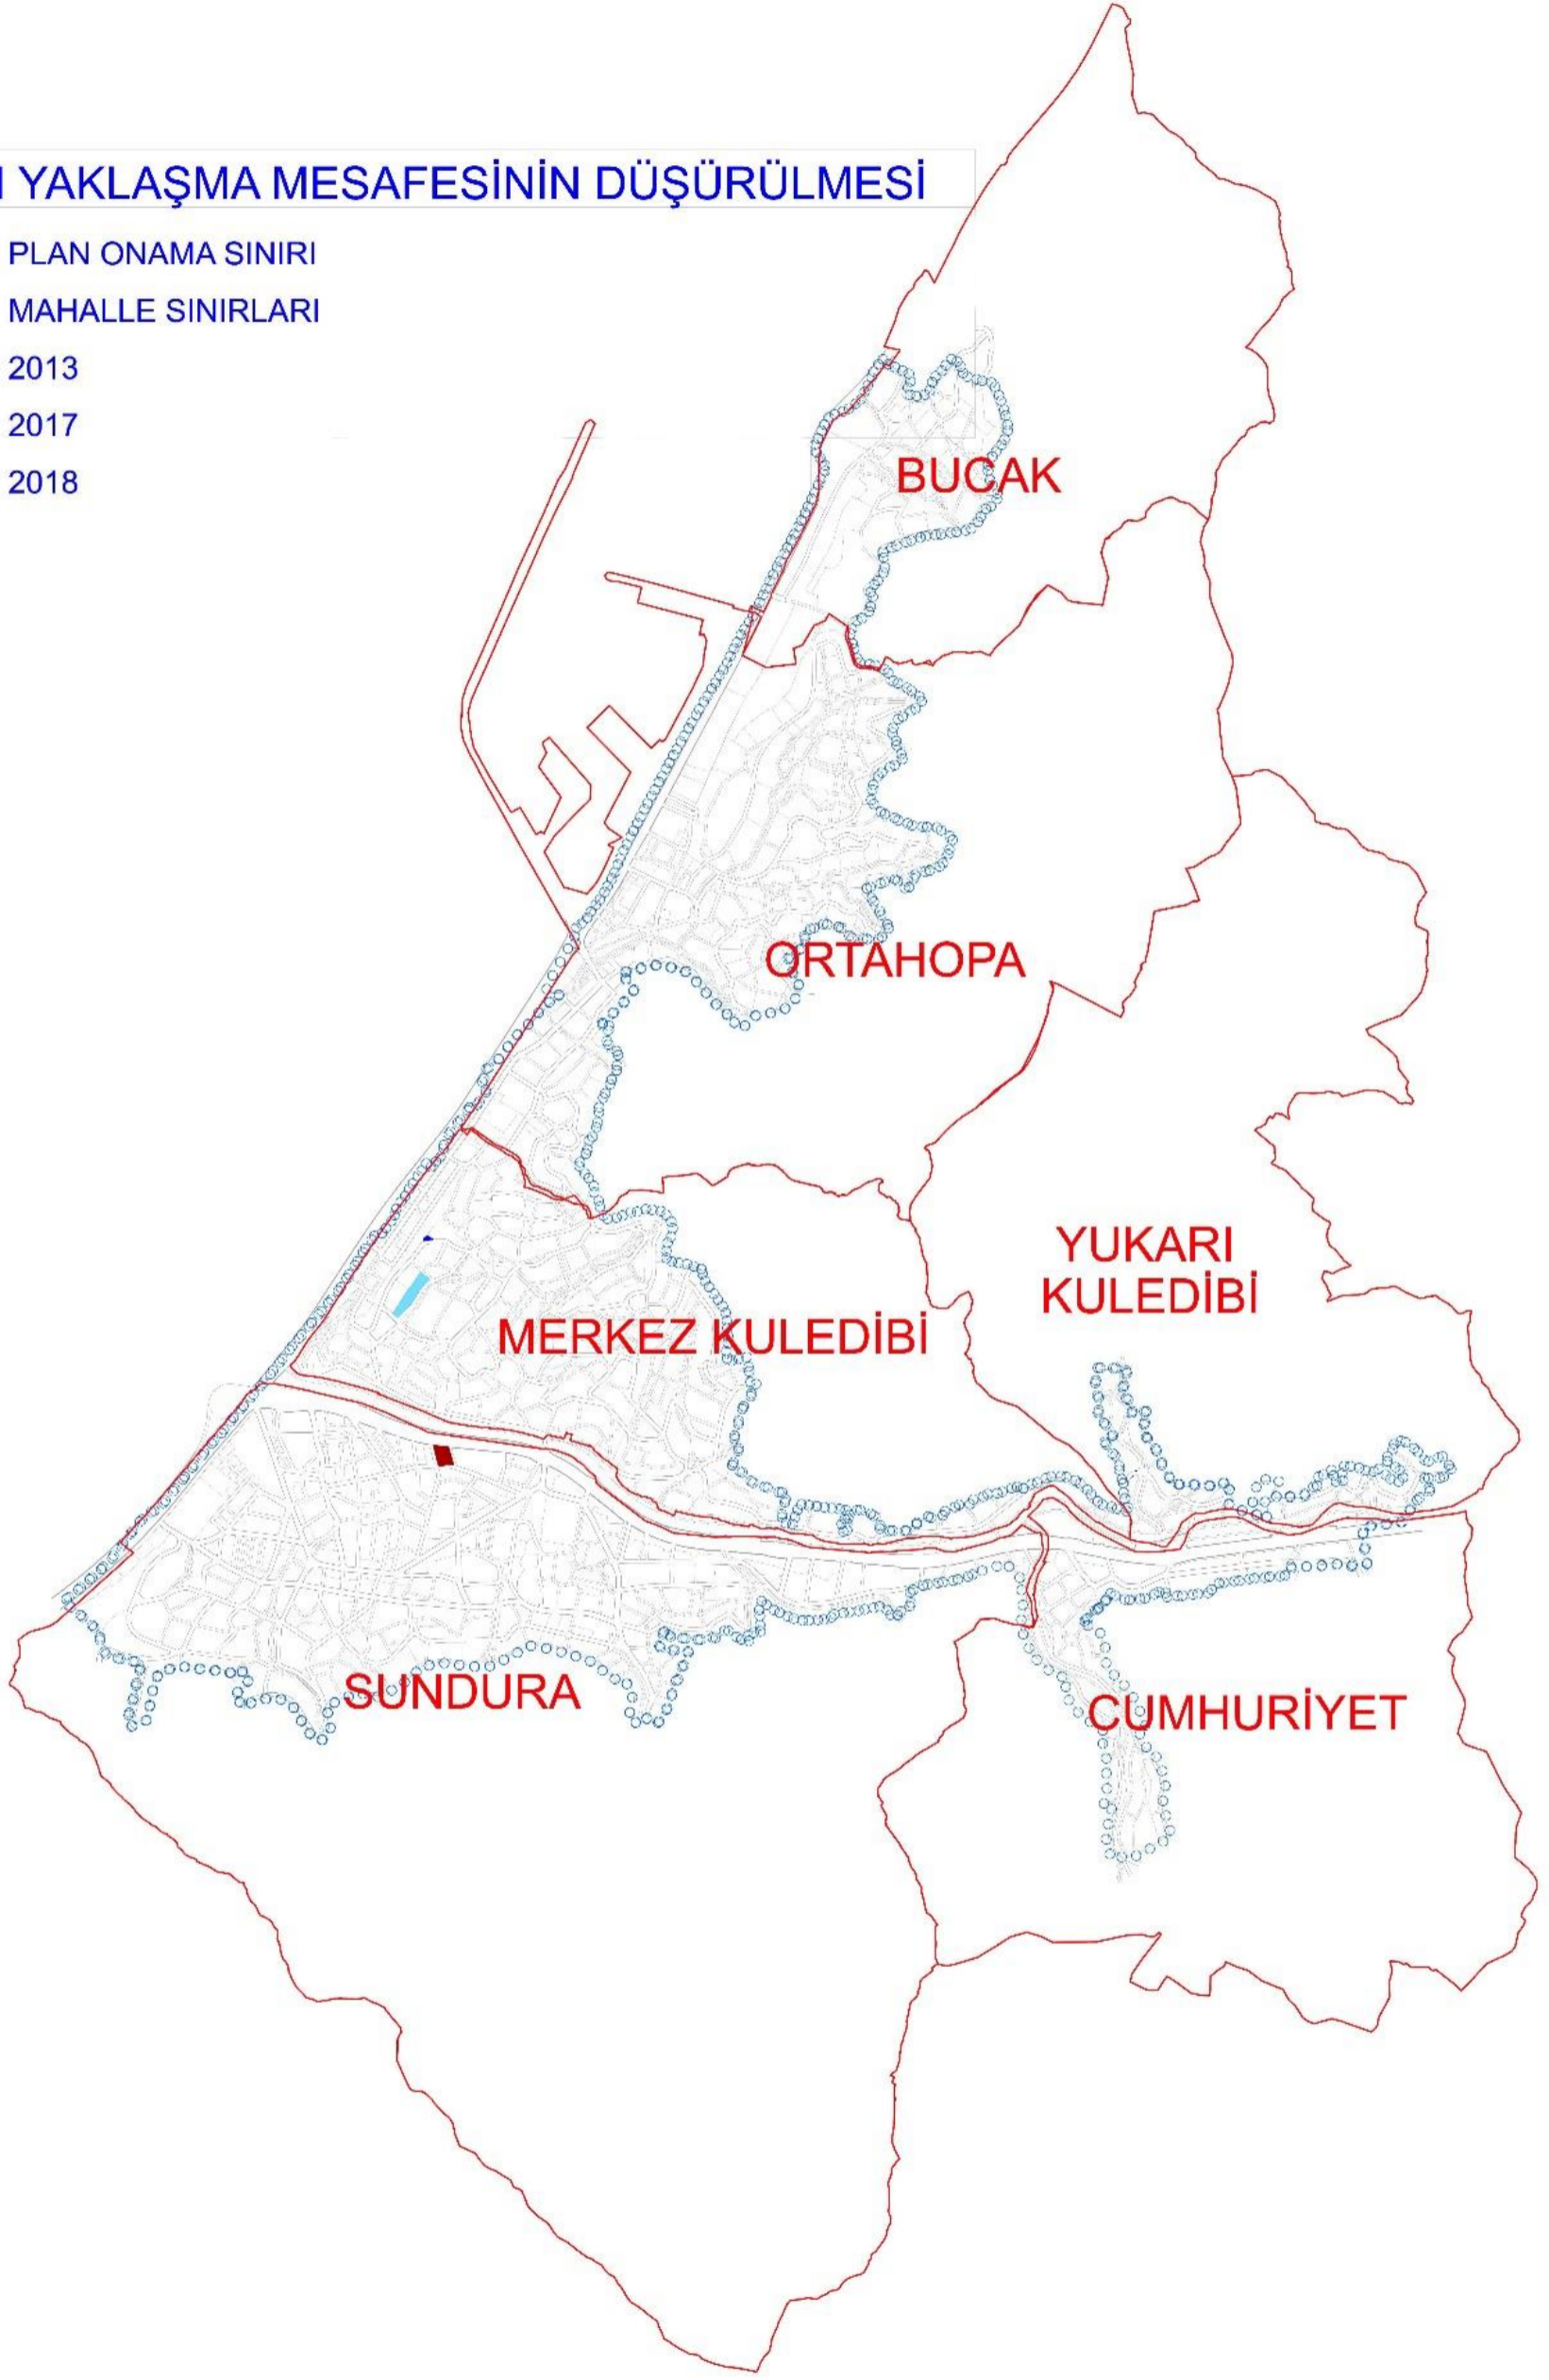 YAKLAŞMA MESAFESİNİN DÜŞÜRÜLMESİ
PLAN ONAMA SINIRI
MAHALLE SINIRLARI
2013
2017
2018
BUCAK
ORTAHOPA
YUKARI
KULEDİBİ
MERKEZ KULEDİBİ
SUNDURA
CUMHURİYET